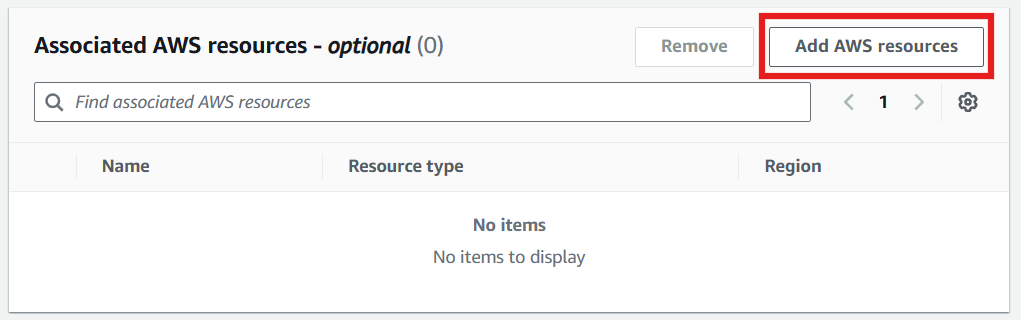 Associated AWS resources - optional (0)
Remove
Add AWS resources
Find associated AWS resources
1
Name
Resource type
Region
No items
No items to display